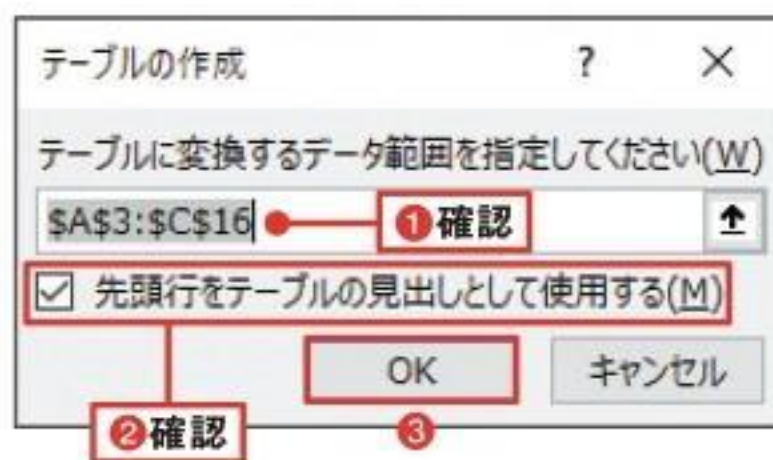 テーブルの作成 ? ×
テーブルに変換するデータ範囲を指定してください(W)
$A$3:$C$16 ❶確認
先頭行をテーブルの見出しとして使用する(M)
OK キャンセル
❷確認 ❸